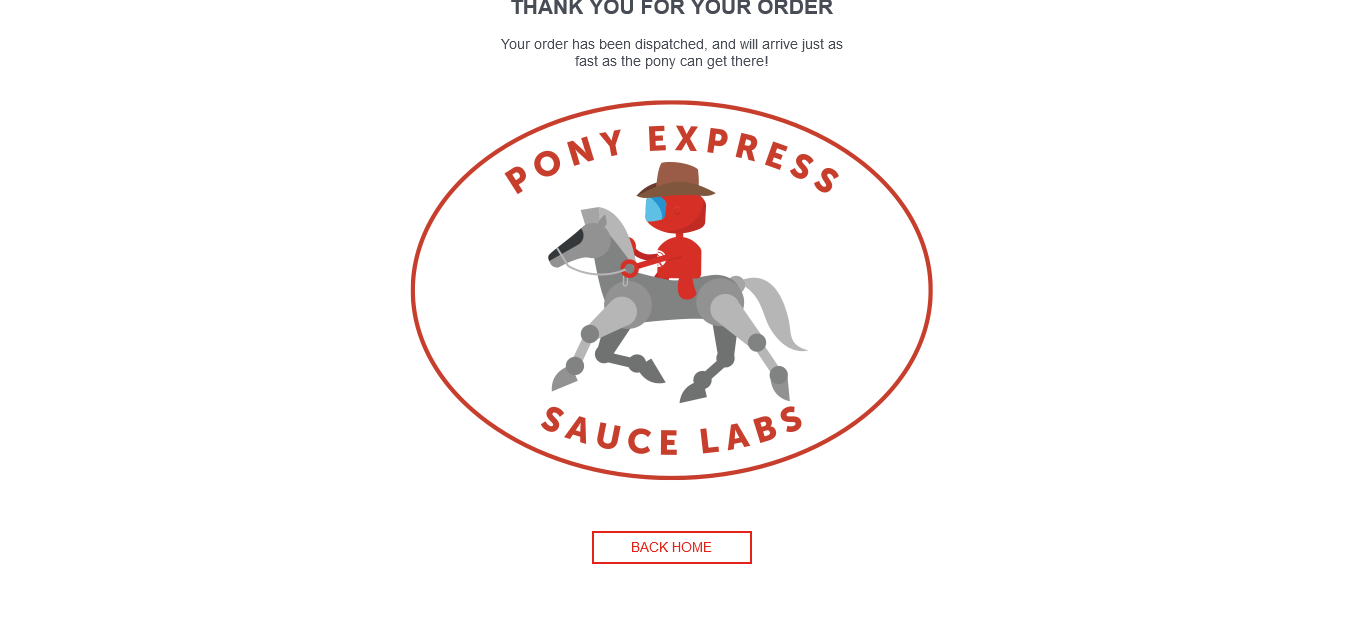 THANK YOU FOR YOUR ORDER
Your order has been dispatched, and will arrive just as
fast as the pony can get there!
PONY EXPRESS
SAUCE LABS
BACK HOME